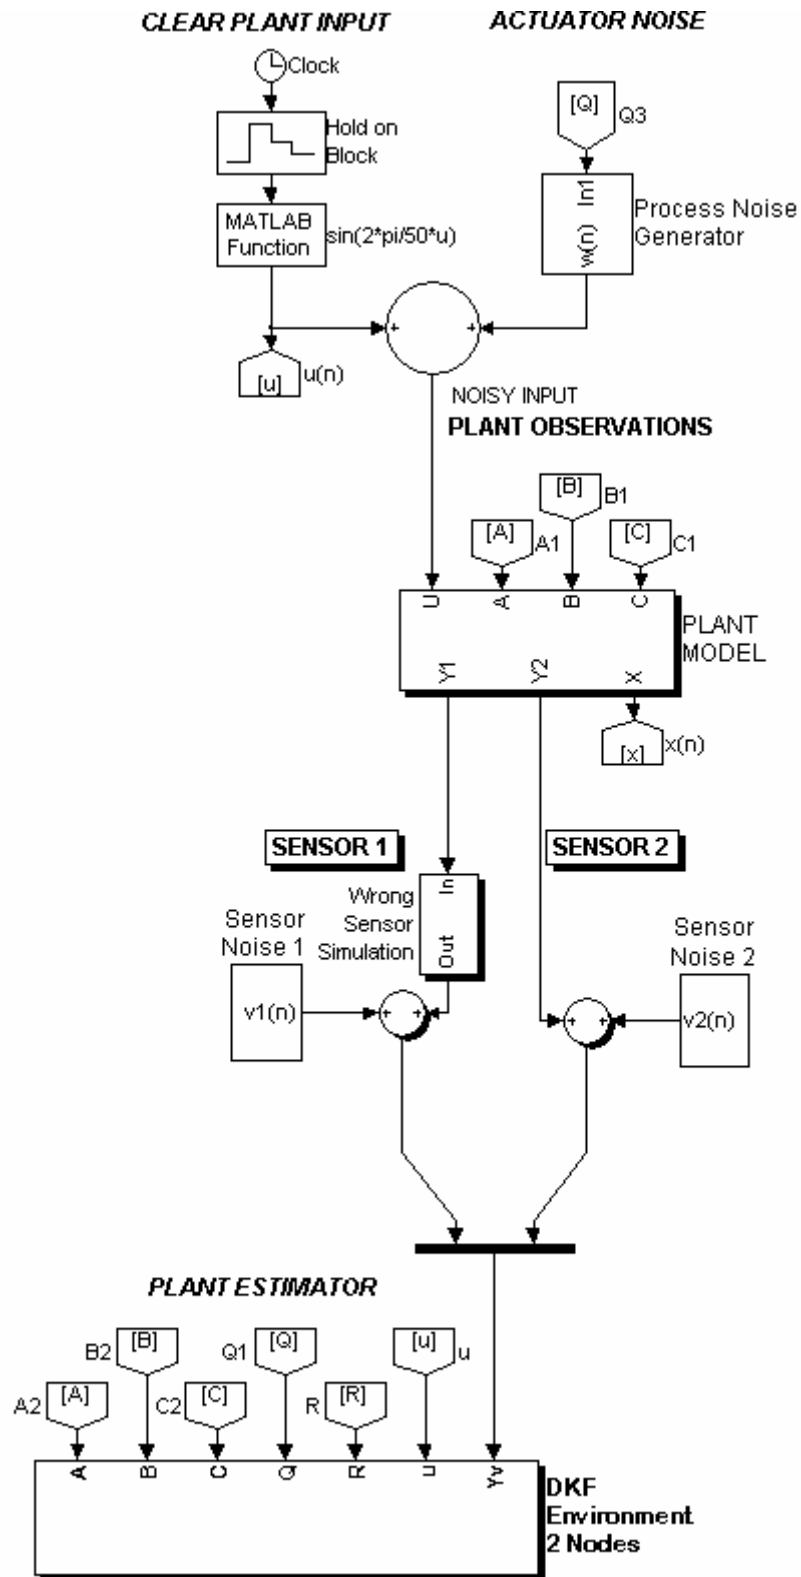 CLEAR PLANT INPUT
ACTUATOR NOISE
Clock
[Q]
Q3
Hold on
Block
In1
w(n)
Process Noise
Generator
MATLAB
Function
sin(2*pi/50*u)
+
+
[u]
u(n)
NOISY INPUT
PLANT OBSERVATIONS
[B]
B1
[A]
A1
[C]
C1
U
A
B
C
Y1
Y2
X
PLANT
MODEL
[x]
x(n)
SENSOR 1
SENSOR 2
In
Out
Wrong
Sensor
Simulation
Sensor
Noise 1
Sensor
Noise 2
v1(n)
+
+
+
+
v2(n)
PLANT ESTIMATOR
B2
[B]
Q1
[Q]
[u]
u
A2
[A]
C2
[C]
R
[R]
A
B
C
Q
R
u
Yv
DKF
Environment
2 Nodes